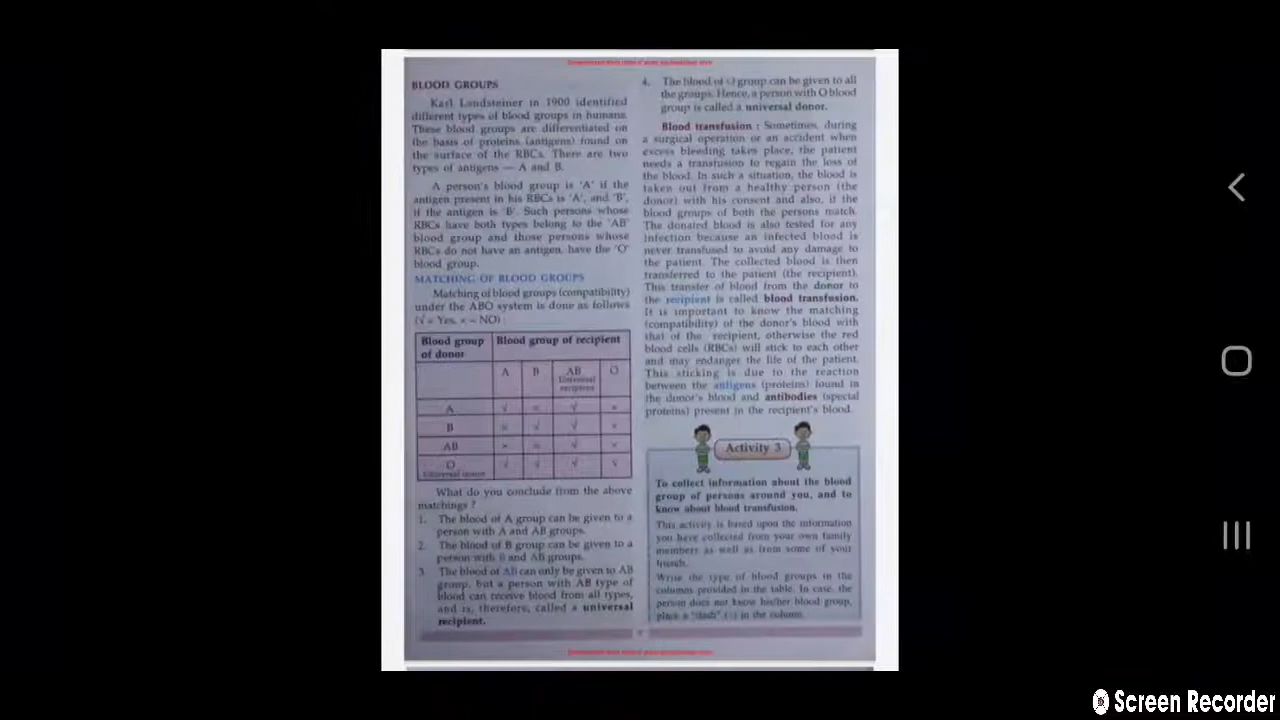 BLOOD GROUPS
Karl Landsteiner in 1900 identified
different types of blood groups in humans.
These blood groups are differentiated on
the basis of proteins (antigens) found on
the surface of the RBCs. There are two
types of antigens — A and B.
A person's blood group is 'A' if the
antigen present in his RBCs is 'A', and 'B',
if the antigen is 'B'. Such persons whose
RBCs have both types belong to the 'AB'
blood group and those persons whose
RBCs do not have an antigen, have the 'O'
blood group.
MATCHING OF BLOOD GROUPS
Matching of blood groups (compatibility)
under the ABO system is done as follows
(√ = Yes, × = NO)
Blood group of donor | Blood group of recipient
A B AB Universal recipient O
A √ × √ ×
B × √ √ ×
AB × × √ ×
O Universal donor √ √ √ √
What do you conclude from the above
matchings ?
1. The blood of A group can be given to a
person with A and AB groups.
2. The blood of B group can be given to a
person with B and AB groups.
3. The blood of AB can only be given to AB
group, but a person with AB type of
blood can receive blood from all types,
and is, therefore, called a universal
recipient.
4. The blood of O group can be given to all
the groups. Hence, a person with O blood
group is called a universal donor.
Blood transfusion : Sometimes, during
a surgical operation or an accident when
excess bleeding takes place, the patient
needs a transfusion to regain the loss of
the blood. In such a situation, the blood is
taken out from a healthy person (the
donor) with his consent and also, if the
blood groups of both the persons match.
The donated blood is also tested for any
infection because an infected blood is
never transfused to avoid any damage to
the patient. The collected blood is then
transferred to the patient (the recipient).
This transfer of blood from the donor to
the recipient is called blood transfusion.
It is important to know the matching
(compatibility) of the donor's blood with
that of the recipient, otherwise the red
blood cells (RBCs) will stick to each other
and may endanger the life of the patient.
This sticking is due to the reaction
between the antigens (proteins) found in
the donor's blood and antibodies (special
proteins) present in the recipient's blood.
Activity 3
To collect information about the blood
group of persons around you, and to
know about blood transfusion.
This activity is based upon the information
you have collected from your own family
members as well as from some of your
friends.
Write the type of blood groups in the
columns provided in the table. In case, the
person does not know his/her blood group,
place a "dash" (-) in the column.
Screen Recorder